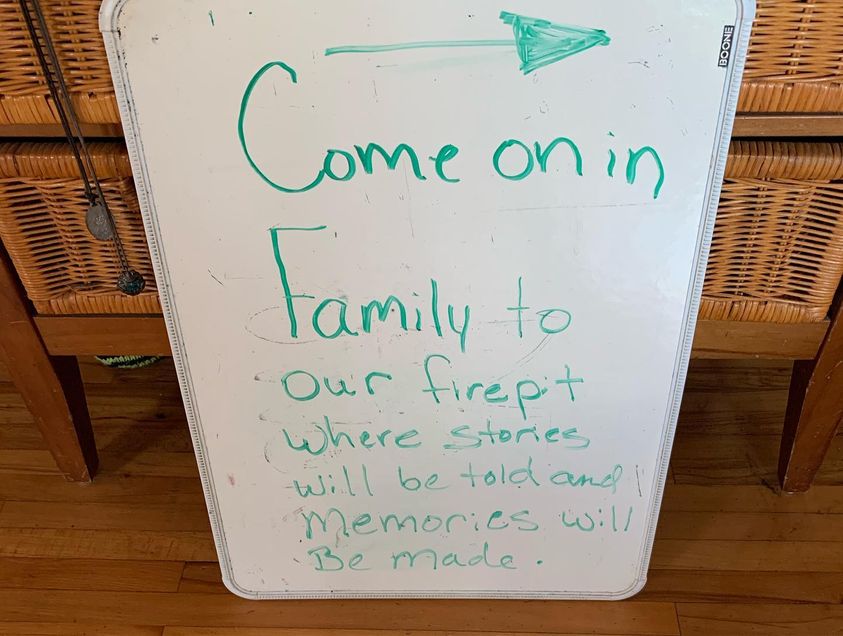 BOONE
Come on in
Family to
our firepit
where stories
will be told and
Memories will
Be made.